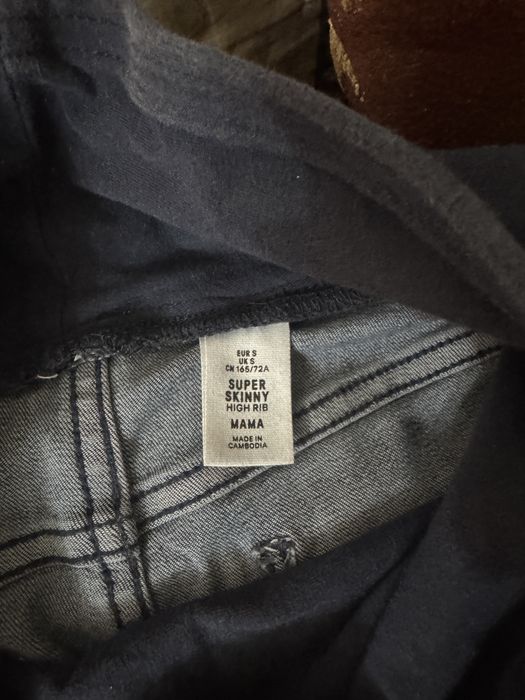 EUR S
UK S
CN 165/72A
SUPER
SKINNY
HIGH RIB
MAMA
MADE IN
CAMBODIA